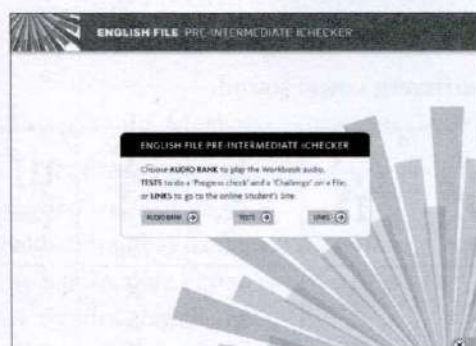 ENGLISH FILE PRE-INTERMEDIATE ICHECKER
ENGLISH FILE PRE-INTERMEDIATE ICHECKER
Choose AUDIO BANK to play the Workbook audio,
TESTS to do a 'Progress check' and a 'Challenge' on a File,
or LINKS to go to the online Student's Site.
AUDIO BANK TESTS LINKS